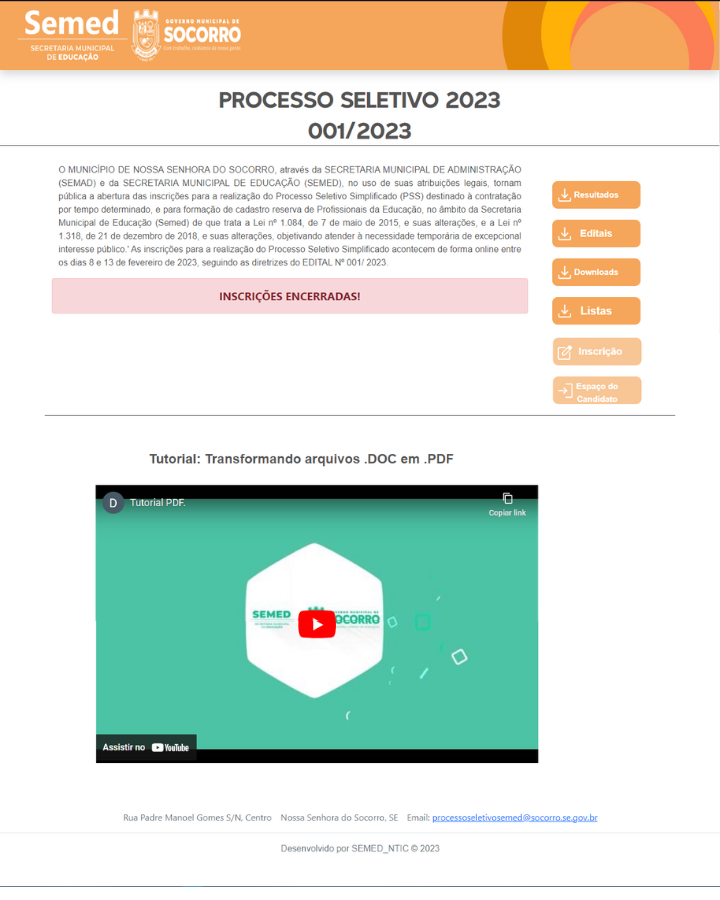 Semed
SECRETARIA MUNICIPAL
DE EDUCAÇÃO
GOVERNO MUNICIPAL DE
SOCORRO
PROCESSO SELETIVO 2023
001/2023
O MUNICÍPIO DE NOSSA SENHORA DO SOCORRO, através da SECRETARIA MUNICIPAL DE ADMINISTRAÇÃO
(SEMAD) e da SECRETARIA MUNICIPAL DE EDUCAÇÃO (SEMED), no uso de suas atribuições legais, tornam
pública a abertura das inscrições para a realização do Processo Seletivo Simplificado (PSS) destinado à contratação
por tempo determinado, e para formação de cadastro reserva de Profissionais da Educação, no âmbito da Secretaria
Municipal de Educação (Semed) de que trata a Lei nº 1.084, de 7 de maio de 2015, e suas alterações, e a Lei nº
1.318, de 21 de dezembro de 2018, e suas alterações, objetivando atender à necessidade temporária de excepcional
interesse público." As inscrições para a realização do Processo Seletivo Simplificado acontecem de forma online entre
os dias 8 e 13 de fevereiro de 2023, seguindo as diretrizes do EDITAL Nº 001/ 2023.
INSCRIÇÕES ENCERRADAS!
Resultados
Editais
Downloads
Listas
Inscrição
Espaço do
Candidato
Tutorial: Transformando arquivos .DOC em .PDF
D Tutorial PDF.
Copiar link
SEMED
GOVERNO MUNICIPAL DE
SOCORRO
Assistir no YouTube
Rua Padre Manoel Gomes S/N, Centro Nossa Senhora do Socorro, SE Email: processoseletivosemed@socorro.se.gov.br
Desenvolvido por SEMED_NTIC © 2023